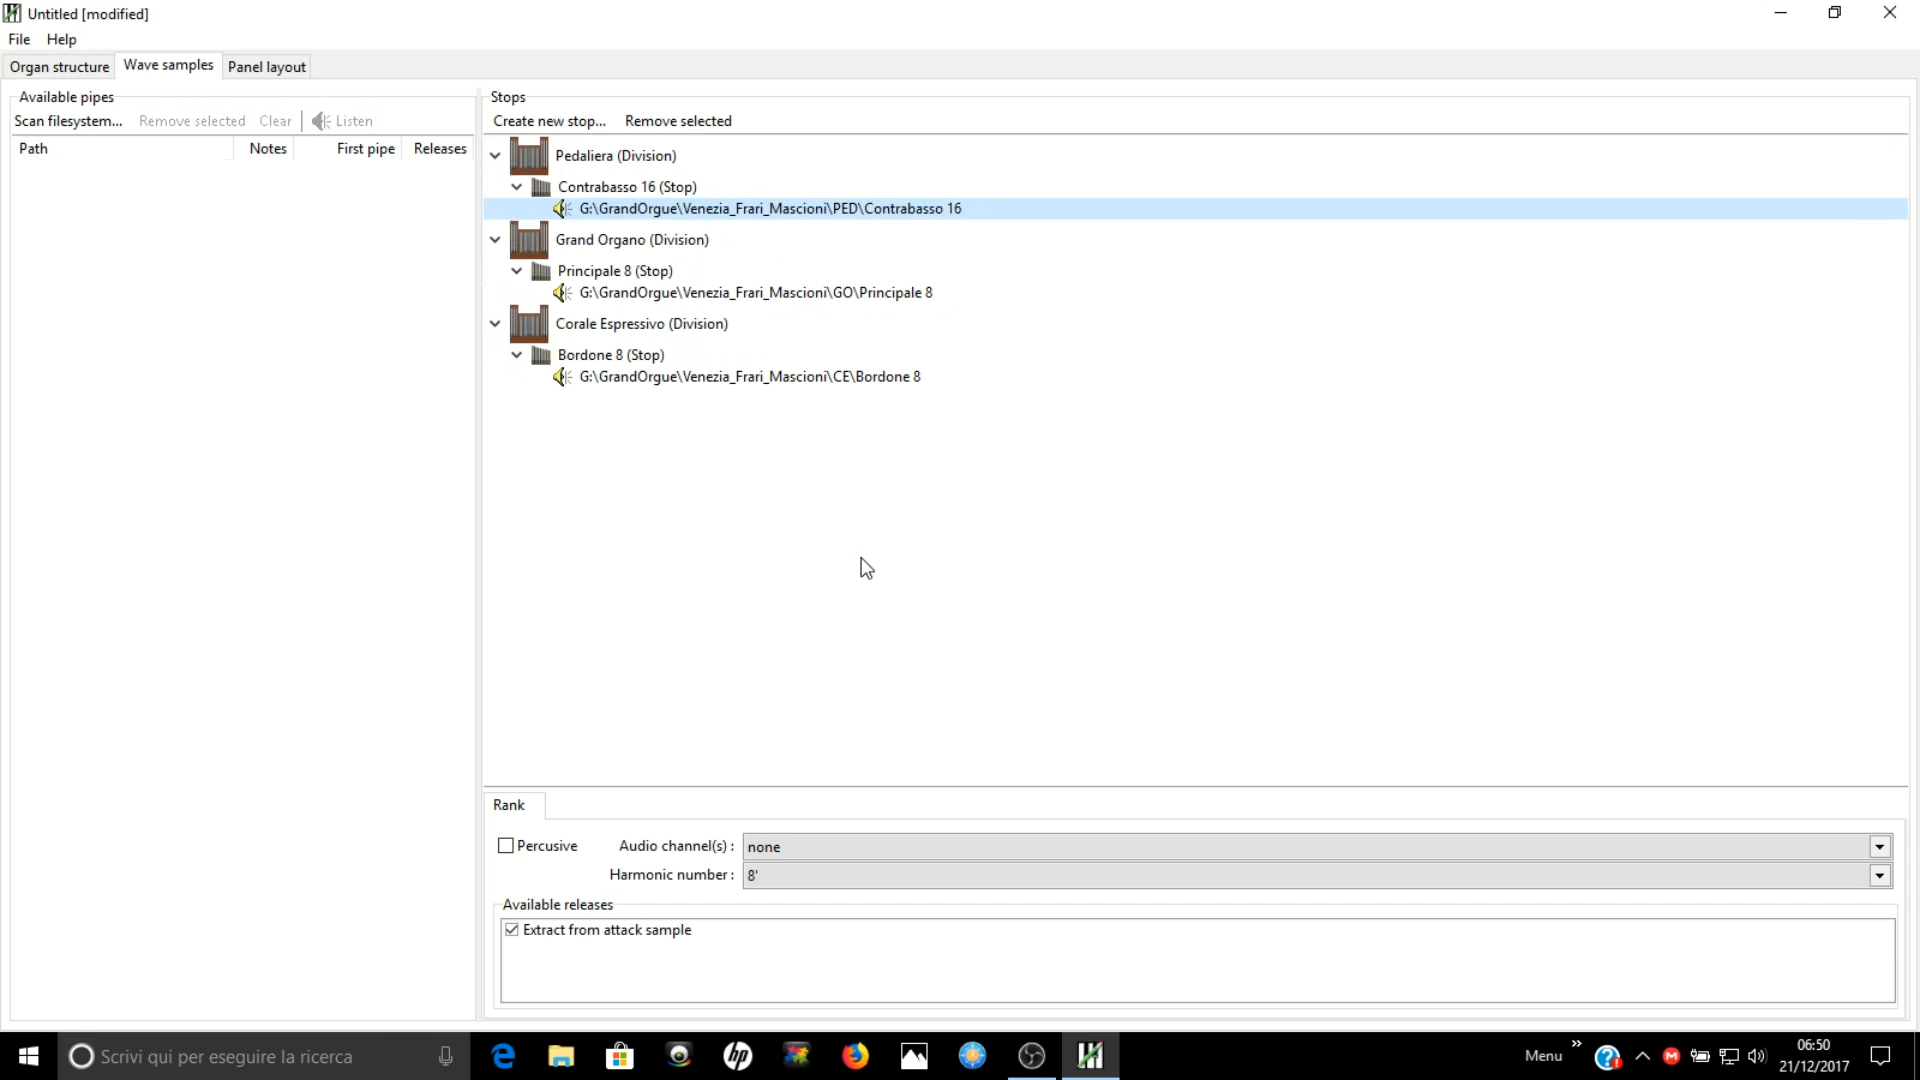 Untitled [modified]
File Help
Organ structure Wave samples Panel layout
Available pipes
Scan filesystem... Remove selected Clear Listen
Path Notes First pipe Releases
Stops
Create new stop... Remove selected
Pedaliera (Division)
Contrabasso 16 (Stop)
G:\GrandOrgue\Venezia_Frari_Mascioni\PED\Contrabasso 16
Grand Organo (Division)
Principale 8 (Stop)
G:\GrandOrgue\Venezia_Frari_Mascioni\GO\Principale 8
Corale Espressivo (Division)
Bordone 8 (Stop)
G:\GrandOrgue\Venezia_Frari_Mascioni\CE\Bordone 8
Rank
Percusive Audio channel(s) : none
Harmonic number : 8'
Available releases
Extract from attack sample
Scrivi qui per eseguire la ricerca
Menu
06:50
21/12/2017